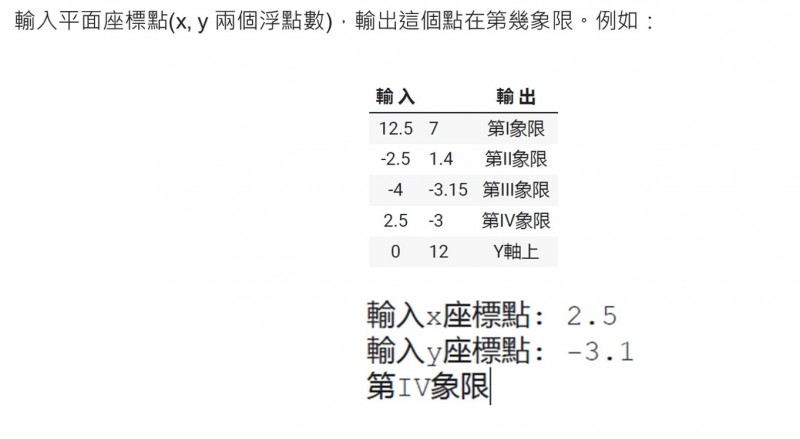 輸入平面座標點(x, y 兩個浮點數)，輸出這個點在第幾象限。例如：
輸入 輸出
12.5 7 第I象限
-2.5 1.4 第II象限
-4 -3.15 第III象限
2.5 -3 第IV象限
0 12 Y軸上
輸入x座標點: 2.5
輸入y座標點: -3.1
第IV象限